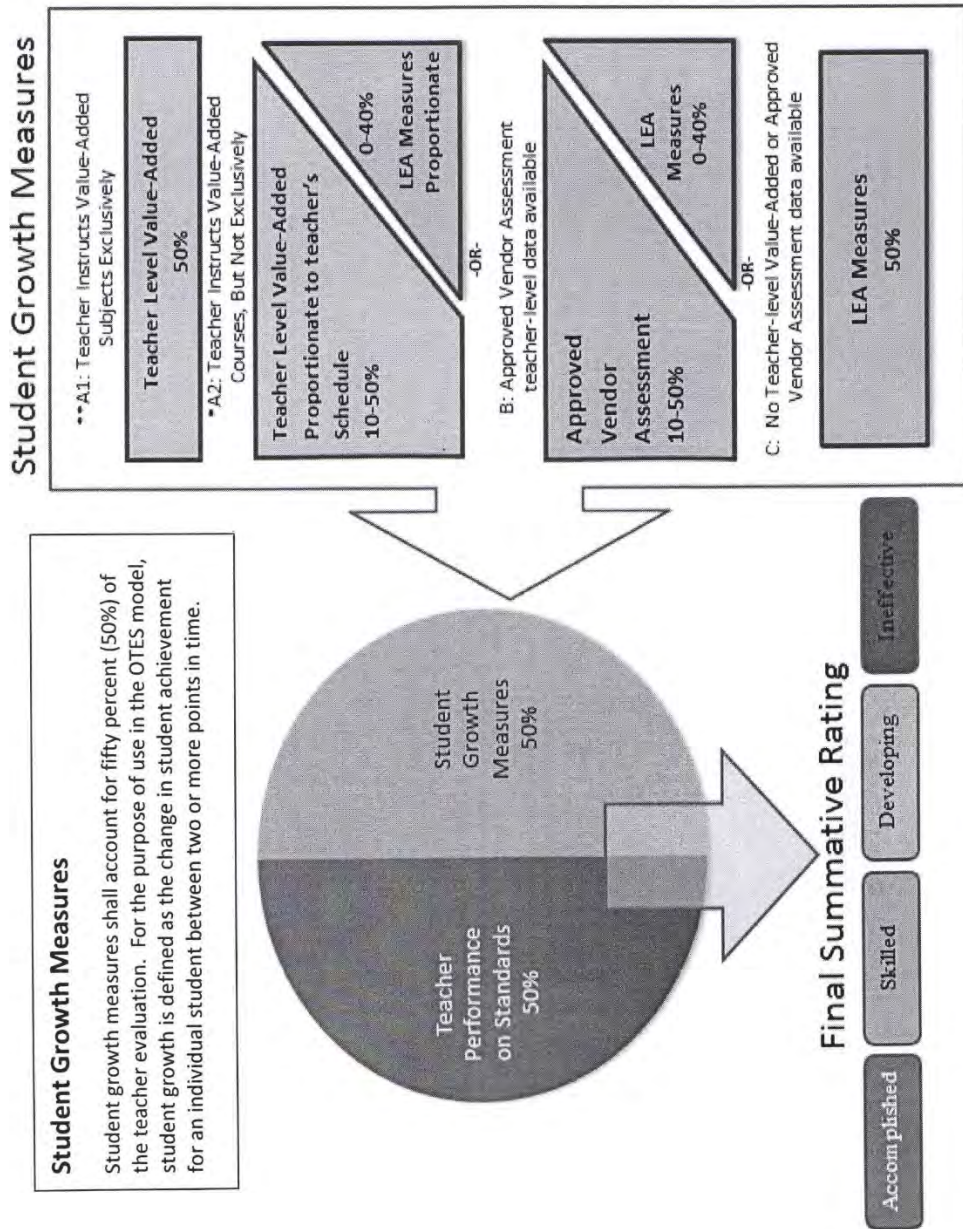 Student Growth Measures
Student growth measures shall account for fifty percent (50%) of
the teacher evaluation. For the purpose of use in the OTES model,
student growth is defined as the change in student achievement
for an individual student between two or more points in time.
Teacher
Performance
on Standards
50%
Student
Growth
Measures
50%
Final Summative Rating
Accomplished
Skilled
Developing
Ineffective
Student Growth Measures
**A1: Teacher Instructs Value-Added
Subjects Exclusively
Teacher Level Value-Added
50%
*A2: Teacher Instructs Value-Added
Courses, But Not Exclusively
Teacher Level Value-Added
Proportionate to teacher's
Schedule
10-50%
0-40%
LEA Measures
Proportionate
-OR-
B: Approved Vendor Assessment
teacher-level data available
Approved
Vendor
Assessment
10-50%
LEA
Measures
0-40%
-OR-
C: No Teacher-level Value-Added or Approved
Vendor Assessment data available
LEA Measures
50%